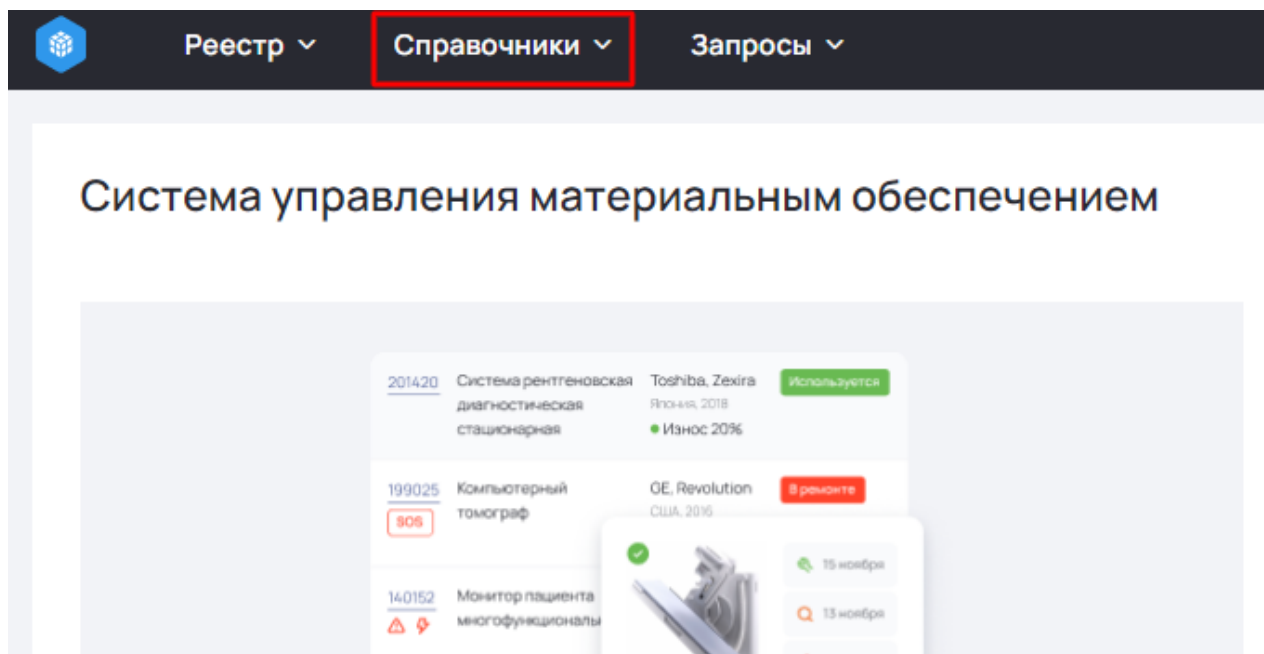 Реестр Справочники Запросы
Система управления материальным обеспечением
201420 Система рентгеновская Toshiba, Zexira Используется
диагностическая Япония, 2018
стационарная Износ 20%
199025 Компьютерный GE, Revolution В ремонте
SOS томограф США, 2016
15 ноября
140152 Монитор пациента
многофункциональ
13 ноября